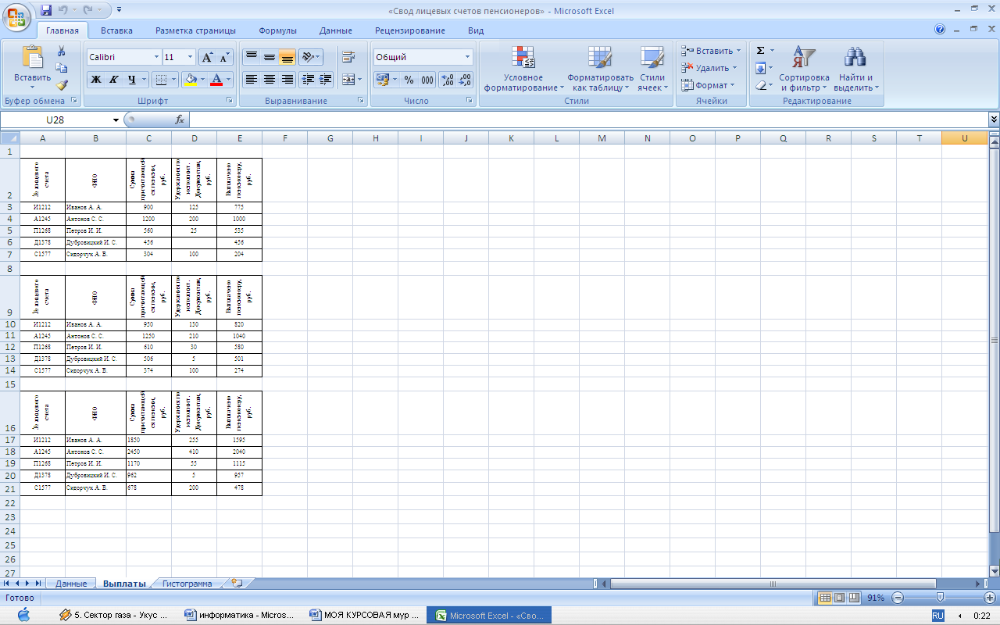 «Свод лицевых счетов пенсионеров» - Microsoft Excel
Главная Вставка Разметка страницы Формулы Данные Рецензирование Вид
Calibri 11 Общий
Вставить
Ж К Ч % 000
Условное форматирование Форматировать как таблицу Стили ячеек
Вставить
Удалить
Формат
Σ
Сортировка и фильтр Найти и выделить
Буфер обмена Шрифт Выравнивание Число Стили Ячейки Редактирование
U28 fx
A B C D E F G H I J K L M N O P Q R S T U
1
2 № лицевого счета ФИО Сумма причитающейся пенсии, руб. Удержания по исполнит. Документам, руб. Выплачено пенсионеру, руб.
3 И1212 Иванов А. А. 900 125 775
4 А1245 Антонов С. С. 1200 200 1000
5 П1268 Петров И. И. 560 25 535
6 Д1378 Дубровицкий И. С. 456 456
7 С1577 Сидорчук А. В. 304 100 204
8
9 № лицевого счета ФИО Сумма причитающейся пенсии, руб. Удержания по исполнит. Документам, руб. Выплачено пенсионеру, руб.
10 И1212 Иванов А. А. 950 130 820
11 А1245 Антонов С. С. 1250 210 1040
12 П1268 Петров И. И. 610 30 580
13 Д1378 Дубровицкий И. С. 506 5 501
14 С1577 Сидорчук А. В. 374 100 274
15
16 № лицевого счета ФИО Сумма причитающейся пенсии, руб. Удержания по исполнит. Документам, руб. Выплачено пенсионеру, руб.
17 И1212 Иванов А. А. 1850 255 1595
18 А1245 Антонов С. С. 2450 410 2040
19 П1268 Петров И. И. 1170 55 1115
20 Д1378 Дубровицкий И. С. 962 5 957
21 С1577 Сидорчук А. В. 678 200 478
22
23
24
25
26
27
Данные Выплаты Гистограмма
Готово 91%
5. Сектор газа - Укус ... информатика - Micros... МОЯ КУРСОВАЯ мур ... Microsoft Excel - «Сво... RU 0:22